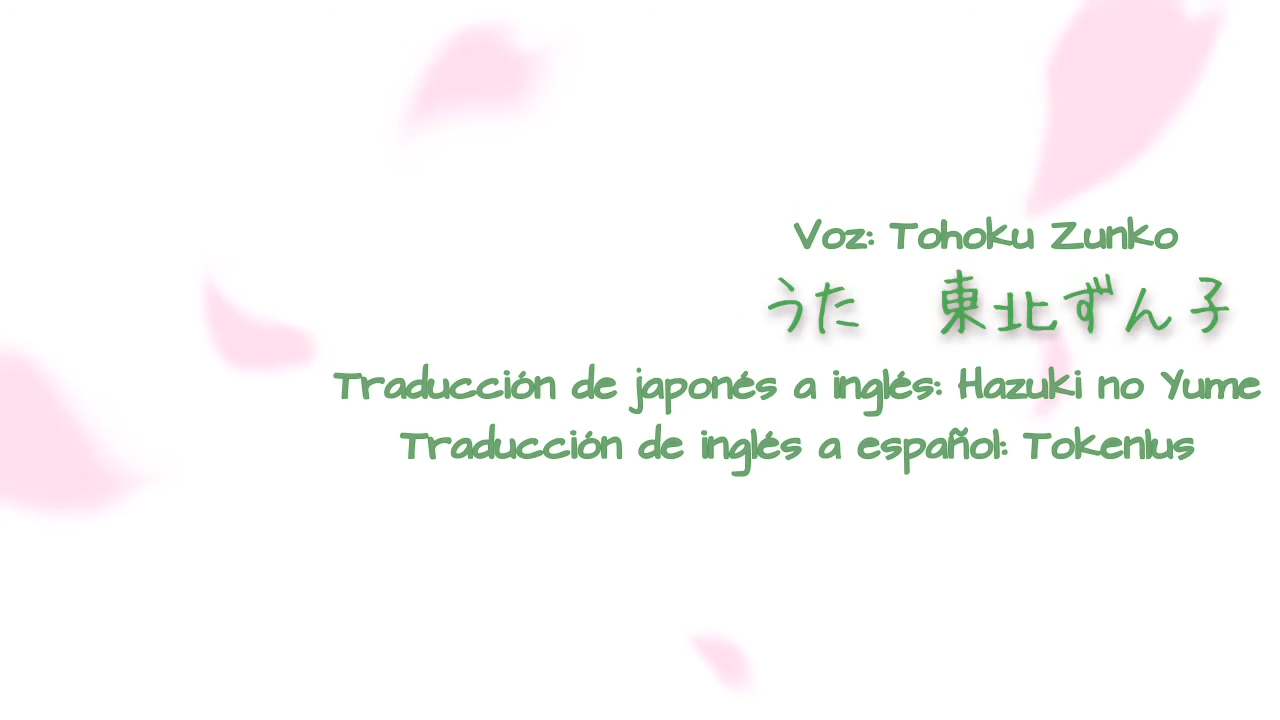 Voz: Tohoku Zunko
うた　東北ずん子
Traducción de japonés a inglés: Hazuki no Yume
Traducción de inglés a español: Tokenlus